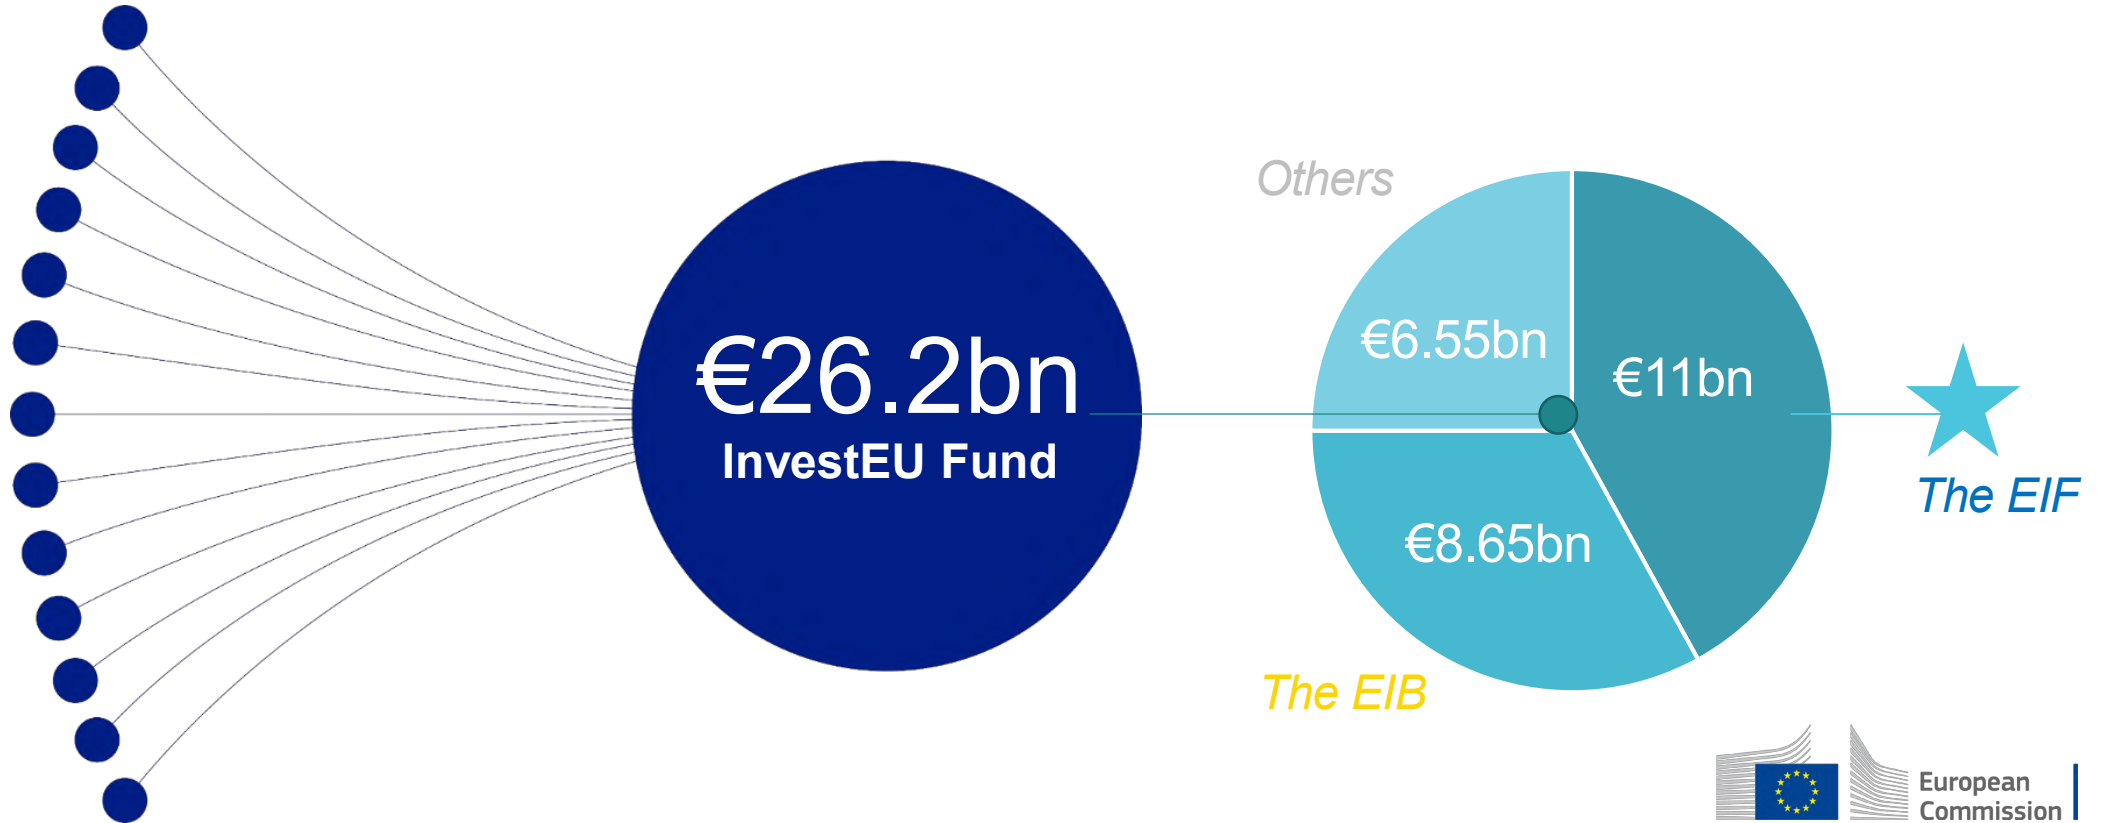 €26.2bn
InvestEU Fund
Others
€6.55bn
€11bn
€8.65bn
The EIF
The EIB
European
Commission